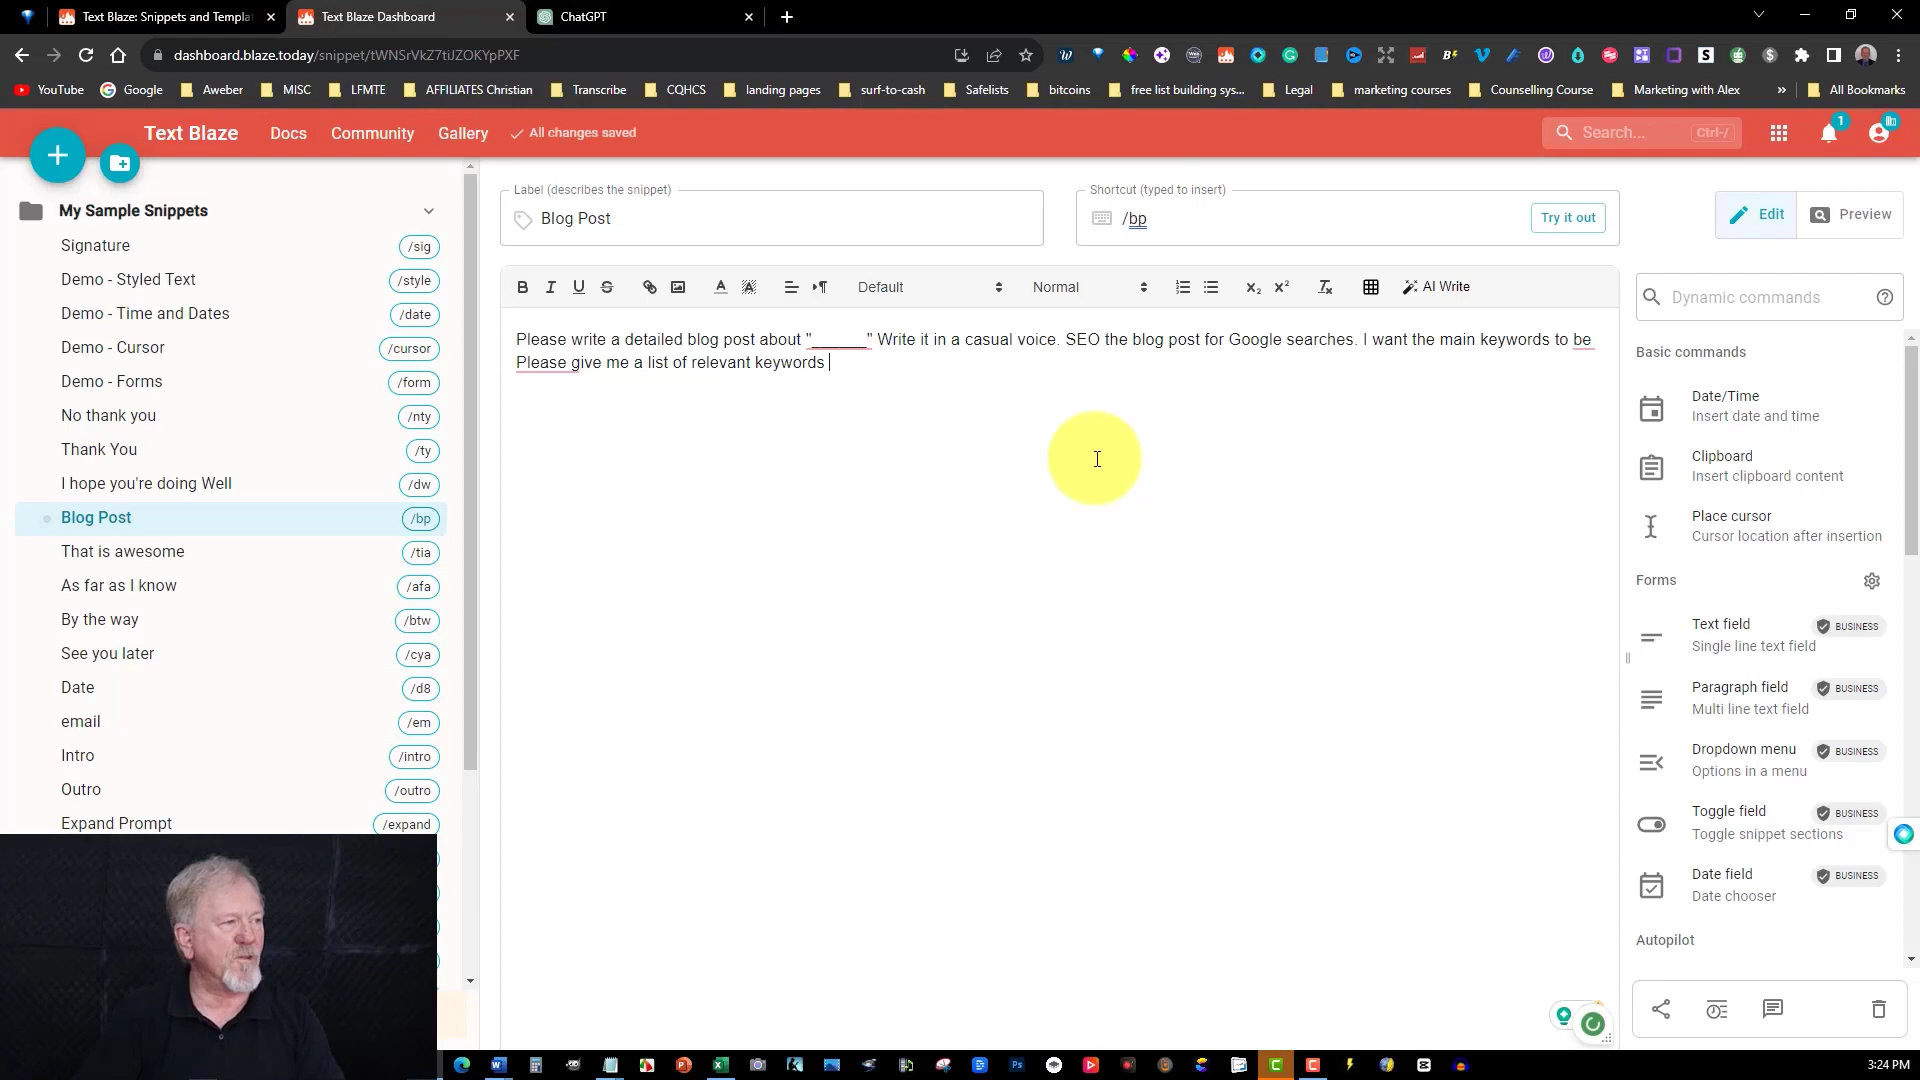 Text Blaze: Snippets and Templat
Text Blaze Dashboard
ChatGPT
dashboard.blaze.today/snippet/tWNSrVkZ7tiJZOKYpPXF
YouTube
Google
Aweber
MISC
LFMTE
AFFILIATES Christian
Transcribe
CQHCS
landing pages
surf-to-cash
Safelists
bitcoins
free list building sys...
Legal
marketing courses
Counselling Course
Marketing with Alex
»
All Bookmarks
Text Blaze
Docs
Community
Gallery
All changes saved
Search...
Ctrl-/
1
My Sample Snippets
Signature /sig
Demo - Styled Text /style
Demo - Time and Dates /date
Demo - Cursor /cursor
Demo - Forms /form
No thank you /nty
Thank You /ty
I hope you're doing Well /dw
Blog Post /bp
That is awesome /tia
As far as I know /afa
By the way /btw
See you later /cya
Date /d8
email /em
Intro /intro
Outro /outro
Expand Prompt /expand
Label (describes the snippet)
Blog Post
Shortcut (typed to insert)
/bp
Try it out
Edit
Preview
Default
Normal
AI Write
Please write a detailed blog post about "______" Write it in a casual voice. SEO the blog post for Google searches. I want the main keywords to be
Please give me a list of relevant keywords
Dynamic commands
Basic commands
Date/Time
Insert date and time
Clipboard
Insert clipboard content
Place cursor
Cursor location after insertion
Forms
Text field BUSINESS
Single line text field
Paragraph field BUSINESS
Multi line text field
Dropdown menu BUSINESS
Options in a menu
Toggle field BUSINESS
Toggle snippet sections
Date field BUSINESS
Date chooser
Autopilot
3:24 PM